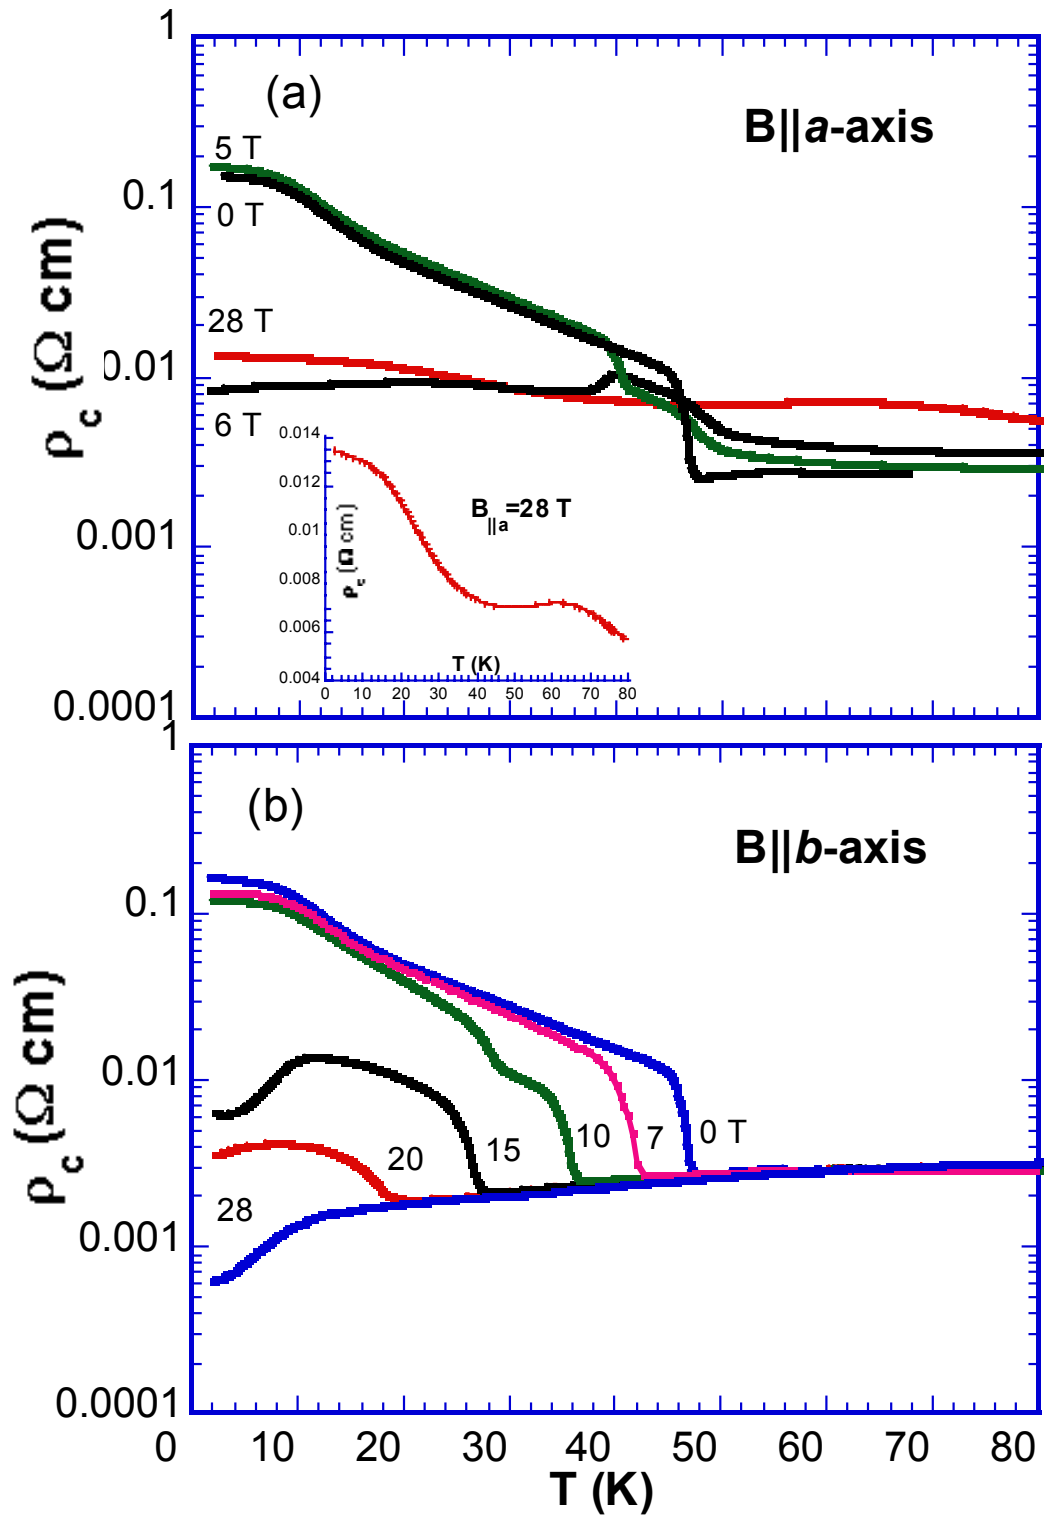 1
(a)
B||a-axis
5 T
0.1
0 T
ρc (Ω cm)
28 T
0.01
6 T
0.014
0.012
B||a=28 T
0.01
ρc (Ω cm)
0.001
0.008
0.006
T (K)
0.004
0 10 20 30 40 50 60 70 80
0.0001
1
(b)
B||b-axis
0.1
ρc (Ω cm)
0.01
20 15 10 7 0 T
28
0.001
0.0001
0 10 20 30 40 50 60 70 80
T (K)